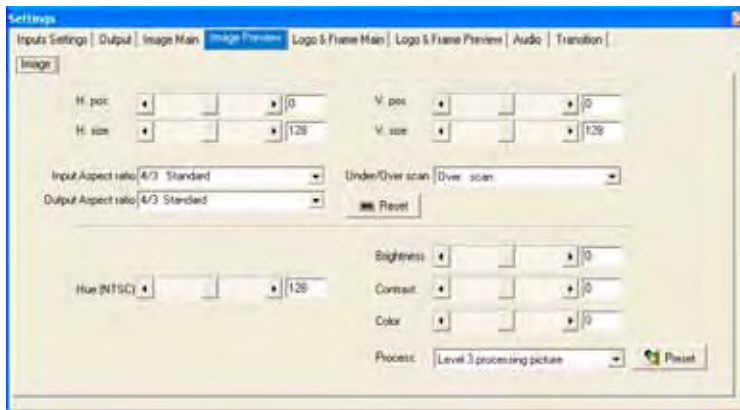 Settings
Inputs Settings Output Image Main Image Preview Logo & Frame Main Logo & Frame Preview Audio Transition
Image
H. pos 0 V. pos 0
H. size 128 V. size 128
Input Aspect ratio 4/3 Standard Under/Over scan Over scan
Output Aspect ratio 4/3 Standard Reset
Brightness 0
Hue (NTSC) 128 Contrast 0
Color 0
Process Level 3 processing picture Preset